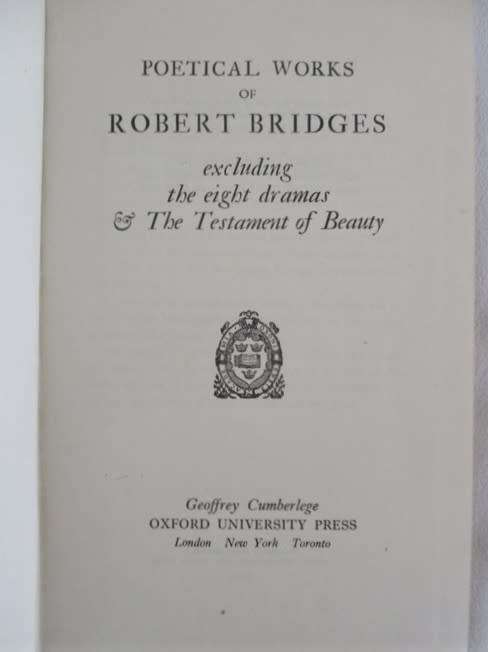 POETICAL WORKS
OF
ROBERT BRIDGES
excluding
the eight dramas
& The Testament of Beauty
Geoffrey Cumberlege
OXFORD UNIVERSITY PRESS
London New York Toronto